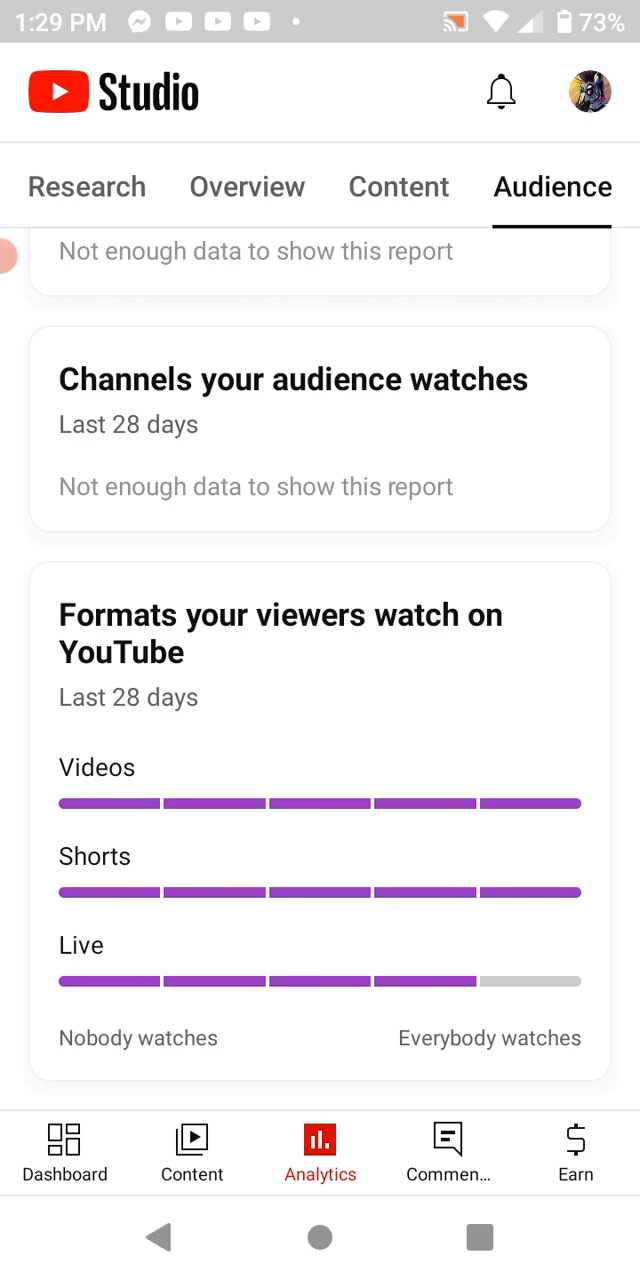 1:29 PM
73%
Studio
Research Overview Content Audience
Not enough data to show this report
Channels your audience watches
Last 28 days
Not enough data to show this report
Formats your viewers watch on
YouTube
Last 28 days
Videos
Shorts
Live
Nobody watches Everybody watches
Dashboard Content Analytics Commen... Earn